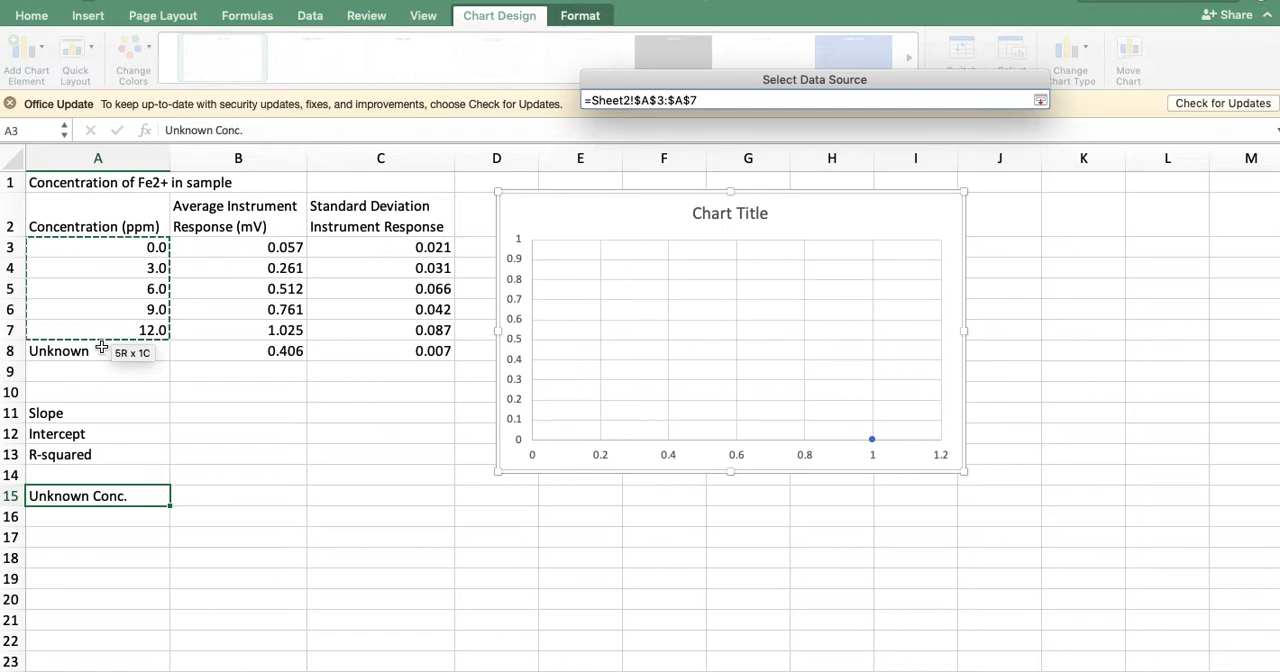 Home Insert Page Layout Formulas Data Review View Chart Design Format Share
Add Chart Element Quick Layout Change Colors Change Chart Type Move Chart
Select Data Source
=Sheet2!$A$3:$A$7
Office Update To keep up-to-date with security updates, fixes, and improvements, choose Check for Updates. Check for Updates
A3 fx Unknown Conc.
A B C D E F G H I J K L M
1 Concentration of Fe2+ in sample
2 Concentration (ppm) Average Instrument Response (mV) Standard Deviation Instrument Response
3 0.0 0.057 0.021
4 3.0 0.261 0.031
5 6.0 0.512 0.066
6 9.0 0.761 0.042
7 12.0 1.025 0.087
8 Unknown 0.406 0.007
5R x 1C
9
10
11 Slope
12 Intercept
13 R-squared
14
15 Unknown Conc.
16
17
18
19
20
21
22
23
Chart Title
1
0.9
0.8
0.7
0.6
0.5
0.4
0.3
0.2
0.1
0
0 0.2 0.4 0.6 0.8 1 1.2